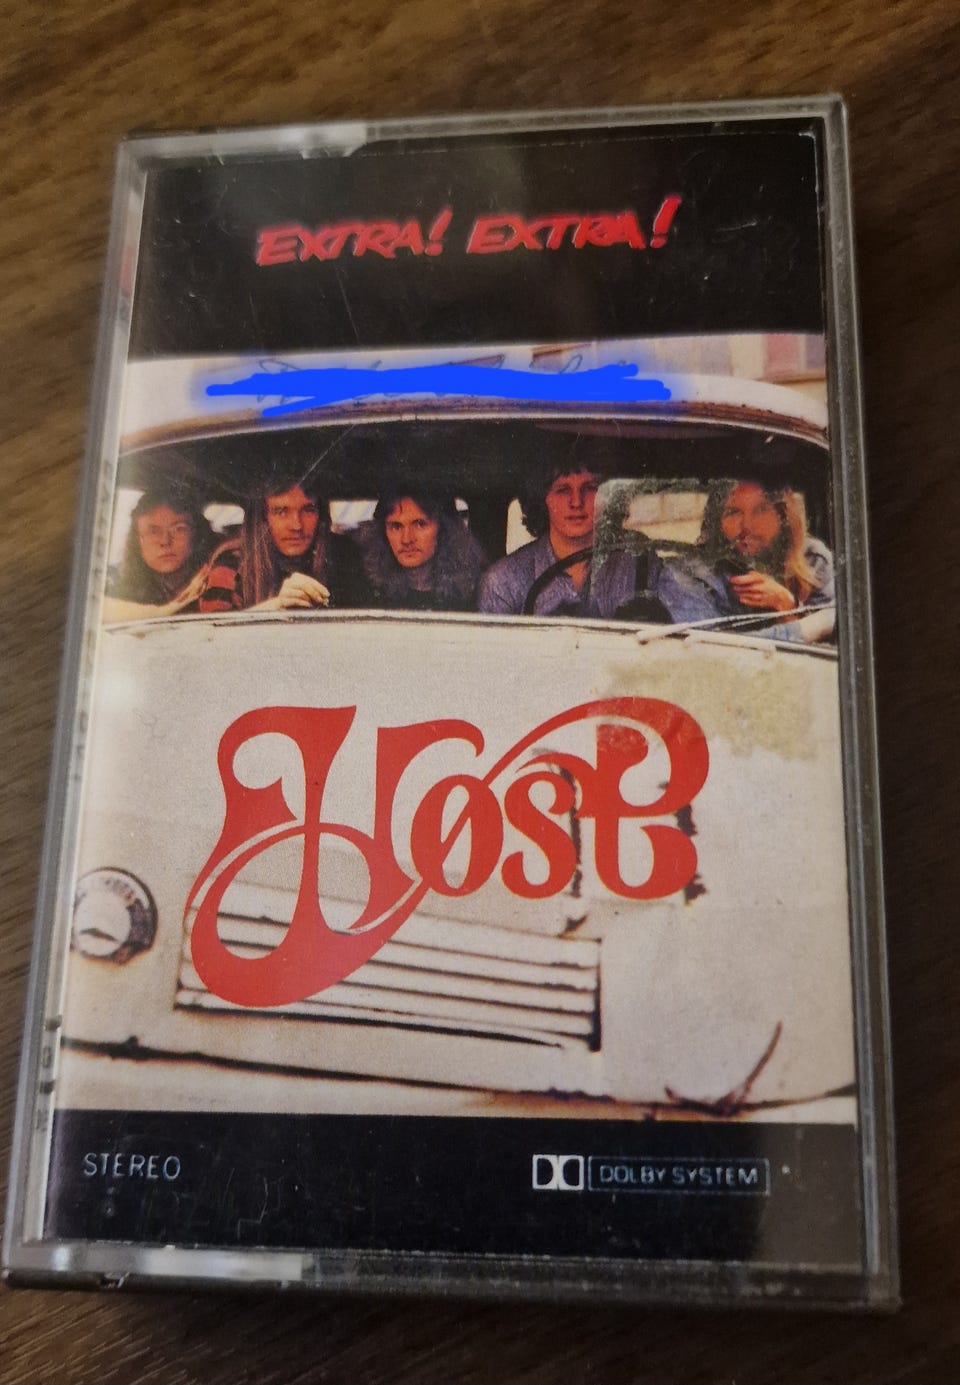 EXTRA! EXTRA!
Høst
STEREO
DOLBY SYSTEM